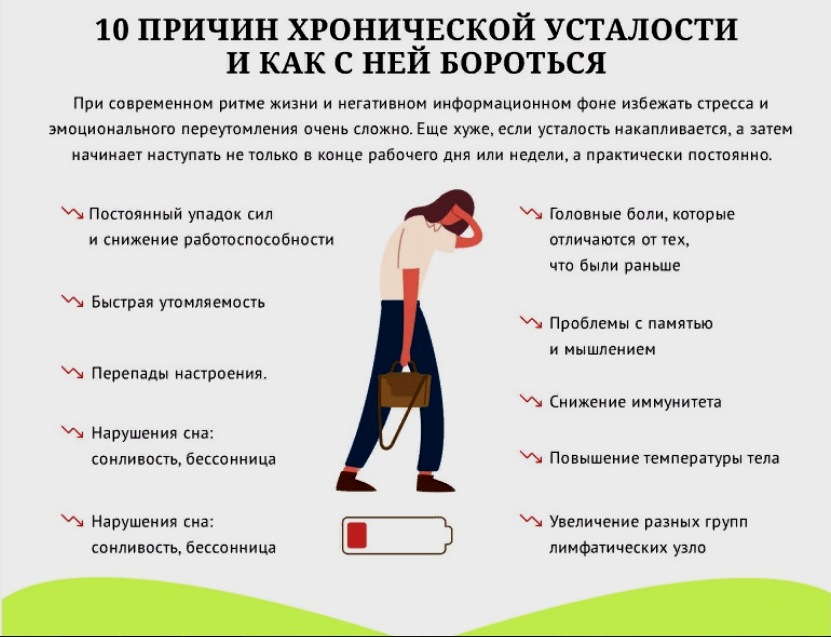 10 ПРИЧИН ХРОНИЧЕСКОЙ УСТАЛОСТИ
И КАК С НЕЙ БОРОТЬСЯ
При современном ритме жизни и негативном информационном фоне избежать стресса и
эмоционального переутомления очень сложно. Еще хуже, если усталость накапливается, а затем
начинает наступать не только в конце рабочего дня или недели, а практически постоянно.
Постоянный упадок сил
и снижение работоспособности
Быстрая утомляемость
Перепады настроения.
Нарушения сна:
сонливость, бессонница
Нарушения сна:
сонливость, бессонница
Головные боли, которые
отличаются от тех,
что были раньше
Проблемы с памятью
и мышлением
Снижение иммунитета
Повышение температуры тела
Увеличение разных групп
лимфатических узло